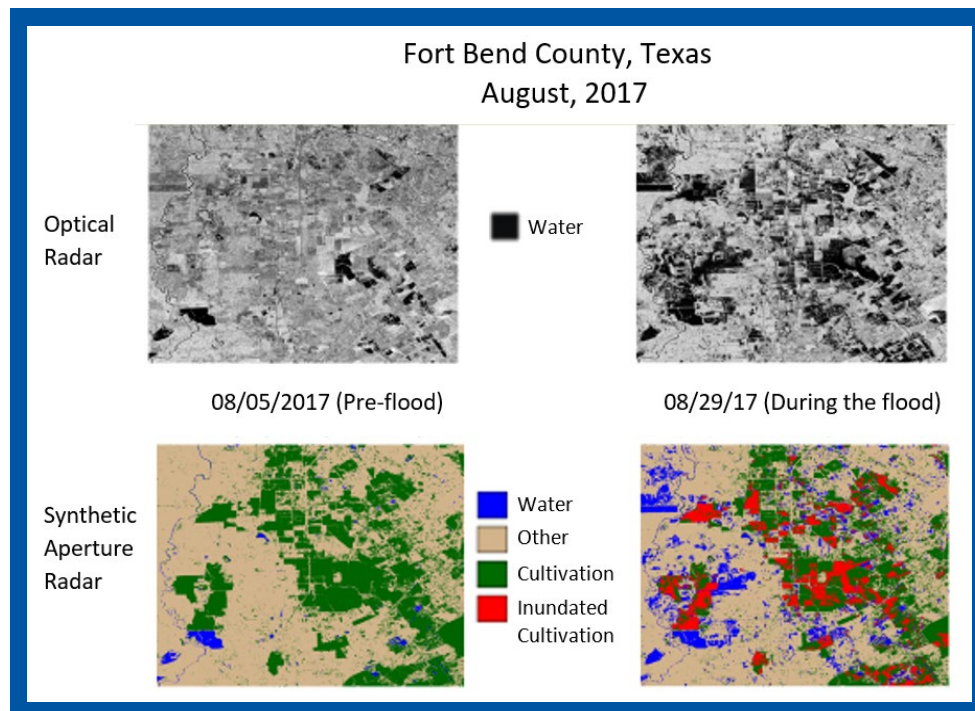 Fort Bend County, Texas
August, 2017
Optical
Radar
Water
08/05/2017 (Pre-flood)
08/29/17 (During the flood)
Synthetic
Aperture
Radar
Water
Other
Cultivation
Inundated
Cultivation